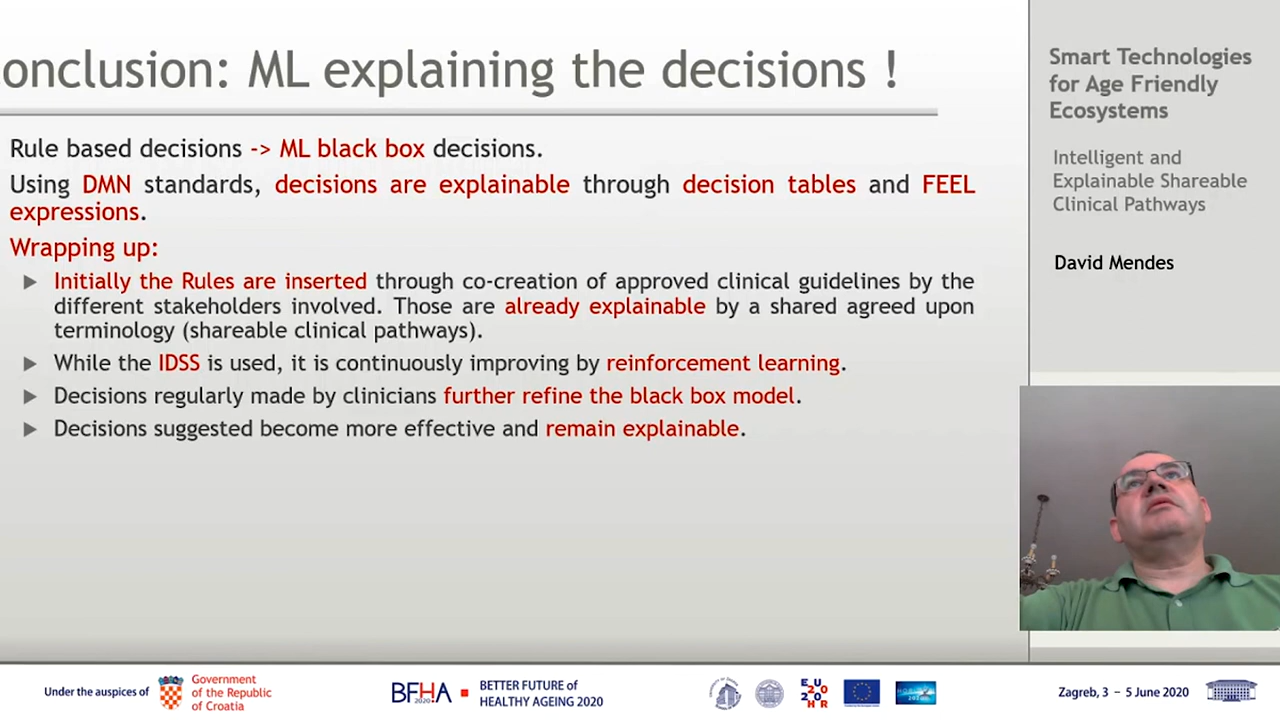 onclusion: ML explaining the decisions !
Rule based decisions -> ML black box decisions.
Using DMN standards, decisions are explainable through decision tables and FEEL
expressions.
Wrapping up:
Initially the Rules are inserted through co-creation of approved clinical guidelines by the
different stakeholders involved. Those are already explainable by a shared agreed upon
terminology (shareable clinical pathways).
While the IDSS is used, it is continuously improving by reinforcement learning.
Decisions regularly made by clinicians further refine the black box model.
Decisions suggested become more effective and remain explainable.
Smart Technologies
for Age Friendly
Ecosystems
Intelligent and
Explainable Shareable
Clinical Pathways
David Mendes
Under the auspices of
Government
of the Republic
of Croatia
BFHA
2020.!
BETTER FUTURE of
HEALTHY AGEING 2020
EU
20
20
HR
Zagreb, 3 – 5 June 2020